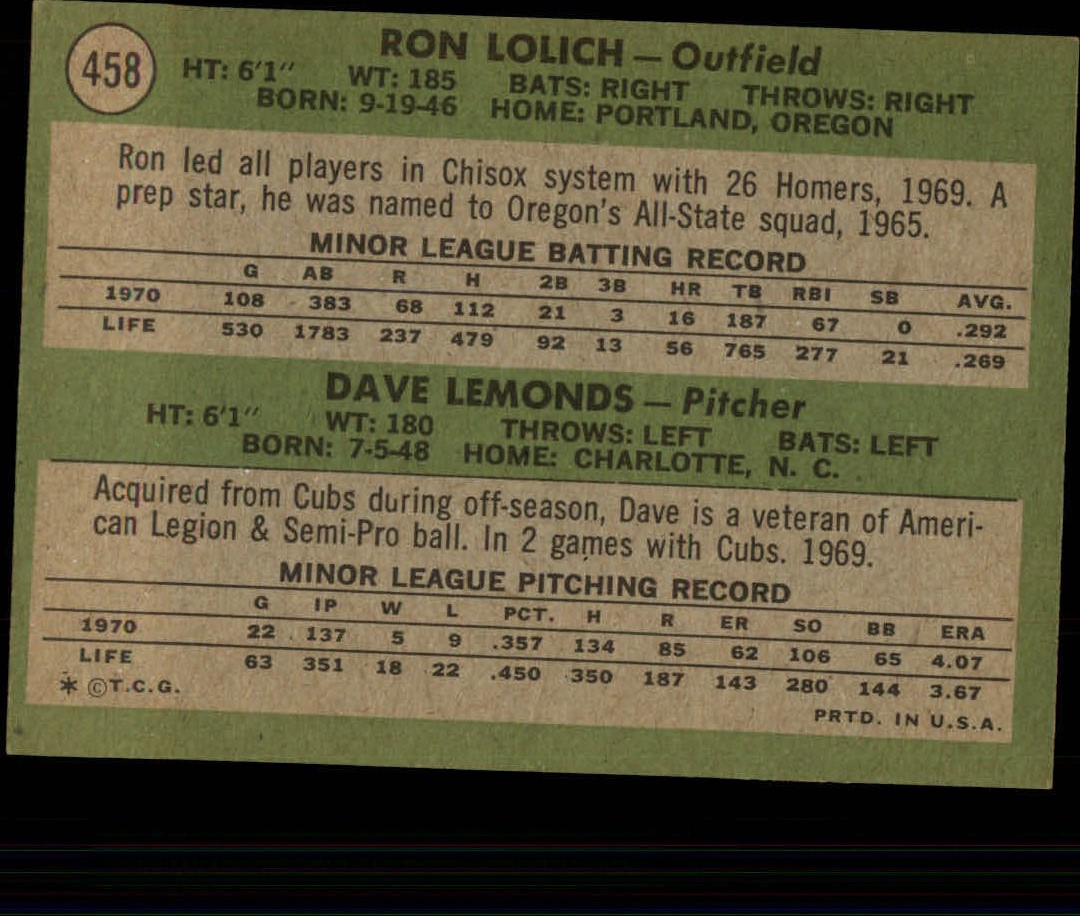 458
RON LOLICH — Outfield
HT: 6'1" WT: 185 BATS: RIGHT THROWS: RIGHT
BORN: 9-19-46 HOME: PORTLAND, OREGON
Ron led all players in Chisox system with 26 Homers, 1969. A
prep star, he was named to Oregon's All-State squad, 1965.
MINOR LEAGUE BATTING RECORD
G AB R H 2B 3B HR TB RBI SB AVG.
1970 108 383 68 112 21 3 16 187 67 0 .292
LIFE 530 1783 237 479 92 13 56 765 277 21 .269
DAVE LEMONDS — Pitcher
HT: 6'1" WT: 180 THROWS: LEFT BATS: LEFT
BORN: 7-5-48 HOME: CHARLOTTE, N. C.
Acquired from Cubs during off-season, Dave is a veteran of Ameri-
can Legion & Semi-Pro ball. In 2 games with Cubs. 1969.
MINOR LEAGUE PITCHING RECORD
G IP W L PCT. H R ER SO BB ERA
1970 22 137 5 9 .357 134 85 62 106 65 4.07
LIFE 63 351 18 22 .450 350 187 143 280 144 3.67
* ©T.C.G.
PRTD. IN U.S.A.